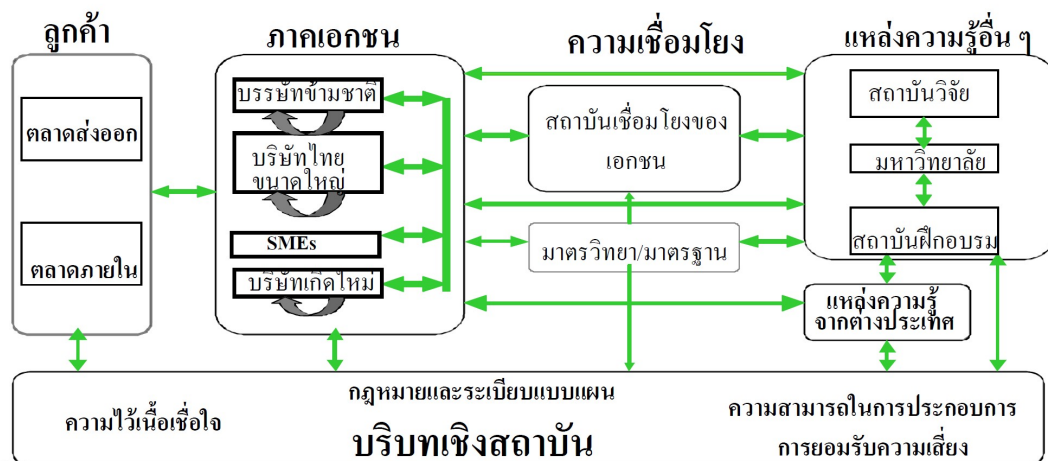 ลูกค้า
ตลาดส่งออก
ตลาดภายใน
ภาคเอกชน
บรรษัทข้ามชาติ
บริษัทไทย
ขนาดใหญ่
SMEs
บริษัทเกิดใหม่
ความเชื่อมโยง
สถาบันเชื่อมโยงของ
เอกชน
มาตรวิทยา/มาตรฐาน
แหล่งความรู้อื่น ๆ
สถาบันวิจัย
มหาวิทยาลัย
สถาบันฝึกอบรม
แหล่งความรู้
จากต่างประเทศ
กฎหมายและระเบียบแบบแผน
ความไว้เนื้อเชื่อใจ
บริบทเชิงสถาบัน
ความสามารถในการประกอบการ
การยอมรับความเสี่ยง